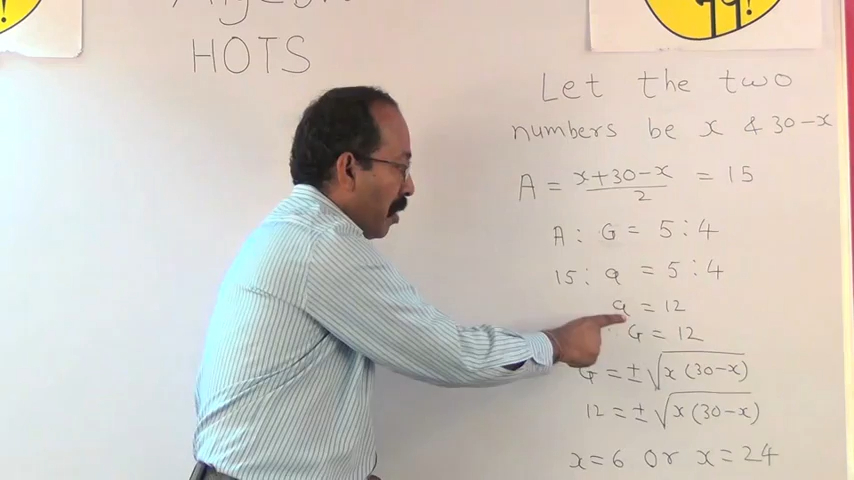 Algebra
HOTS
Let the two
numbers be x & 30-x
A = x+30-x / 2 = 15
A : G = 5 : 4
15 : a = 5 : 4
a = 12
G = 12
G = ± √x (30-x)
12 = ± √x (30-x)
x = 6 Or x = 24